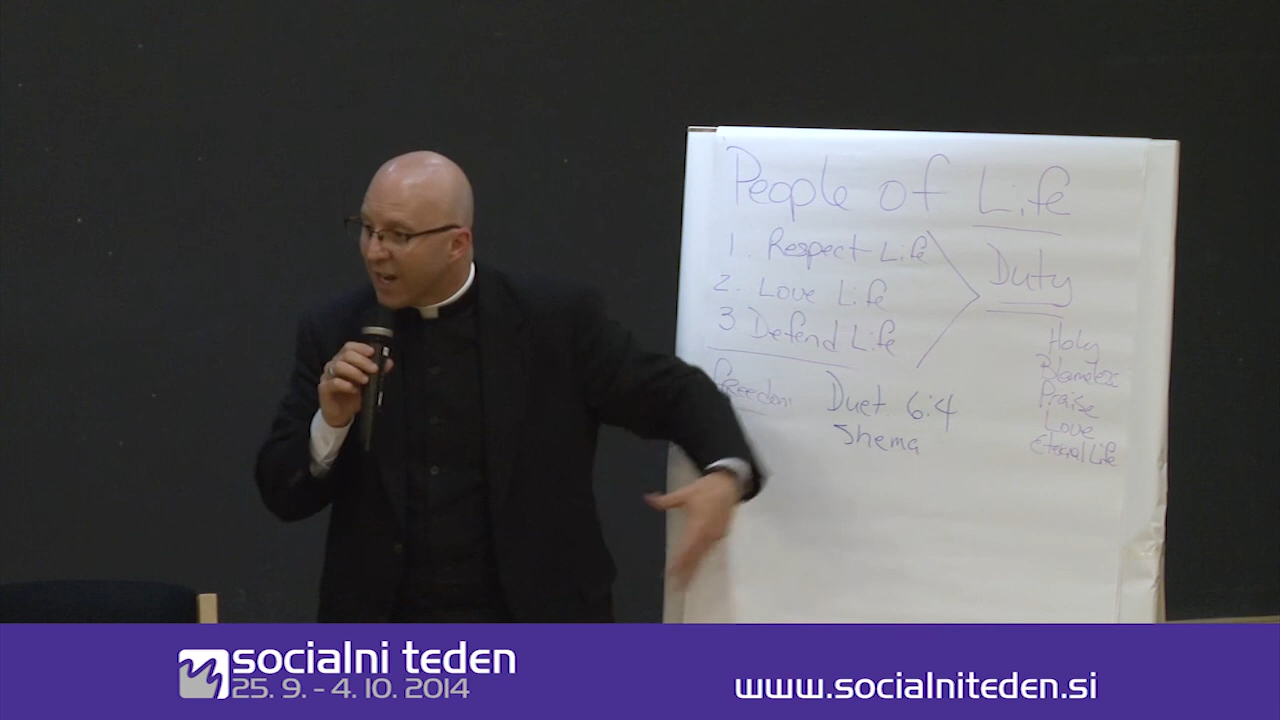 People of Life
1. Respect Life
2. Love Life
3 Defend Life
Duty
Holy
Blameless
Praise
Love
Eternal Life
Freedom
Duet. 6:4
Shema
socialni teden
25. 9. - 4. 10. 2014
www.socialniteden.si